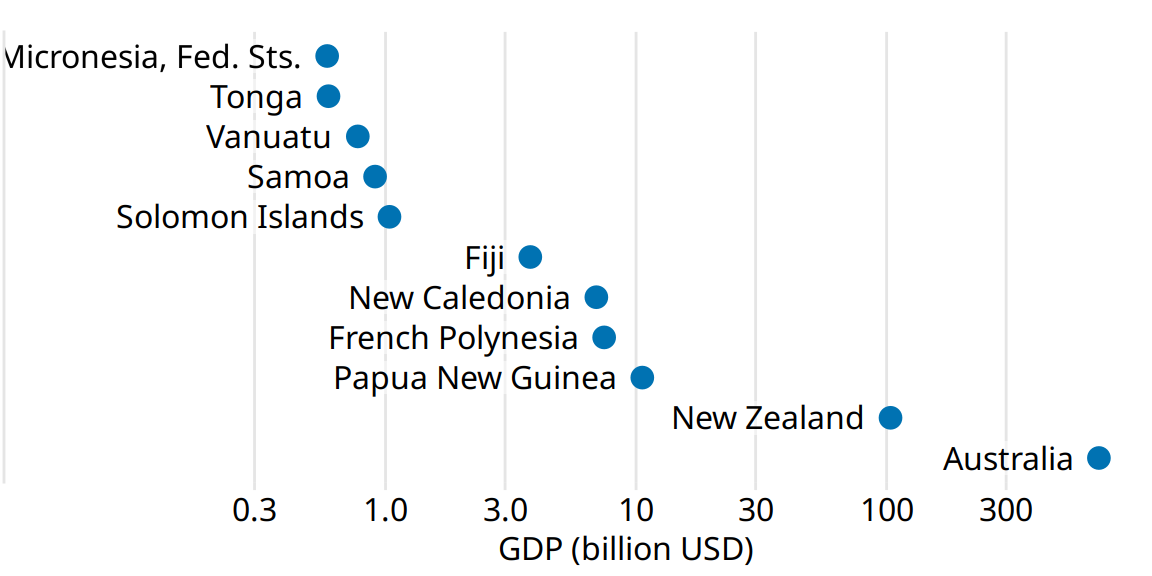 Micronesia, Fed. Sts.
Tonga
Vanuatu
Samoa
Solomon Islands
Fiji
New Caledonia
French Polynesia
Papua New Guinea
New Zealand
Australia
0.3 1.0 3.0 10 30 100 300
GDP (billion USD)